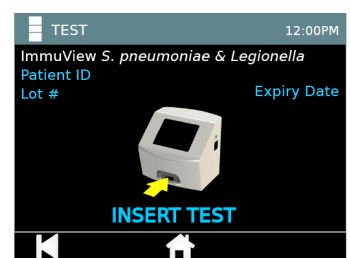 TEST 12:00PM
ImmuView S. pneumoniae & Legionella
Patient ID
Lot # Expiry Date
INSERT TEST